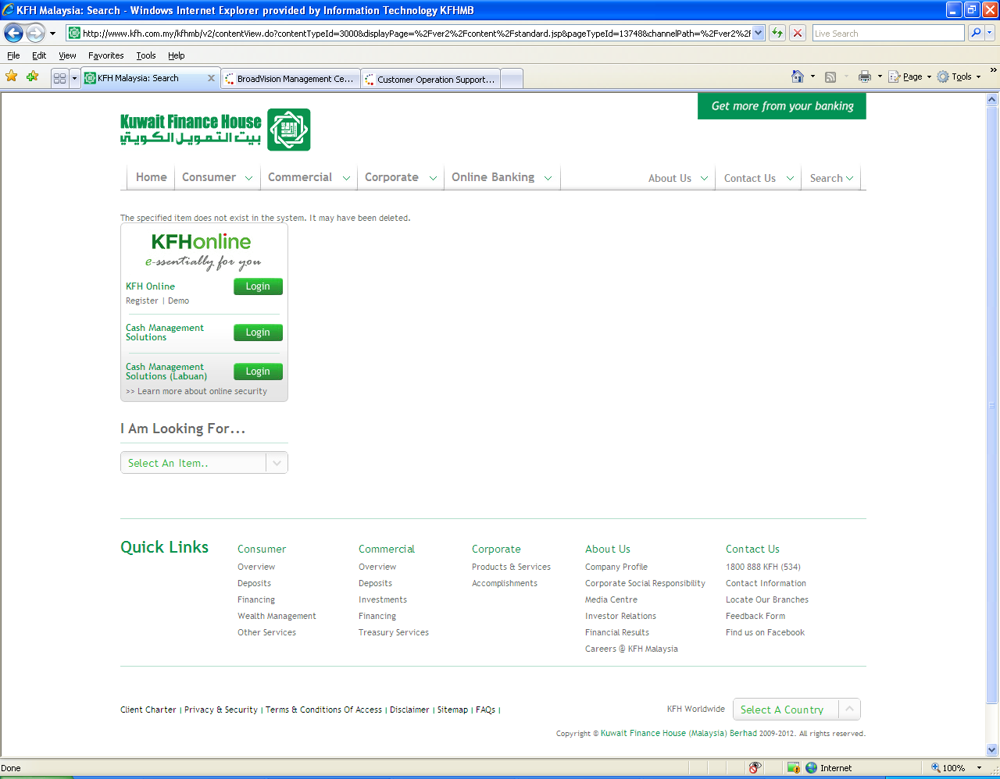 KFH Malaysia: Search - Windows Internet Explorer provided by Information Technology KFHMB
http://www.kfh.com.my/kfhmb/v2/contentView.do?contentTypeId=3000&displayPage=%2Fver2%2Fcontent%2Fstandard.jsp&pageTypeId=13748&channelPath=%2Fver2%2F
Live Search
File Edit View Favorites Tools Help
KFH Malaysia: Search
BroadVision Management Ce...
Customer Operation Support...
Page Tools
Get more from your banking
Kuwait Finance House
بيت التمويل الكويتي
Home Consumer Commercial Corporate Online Banking About Us Contact Us Search
The specified item does not exist in the system. It may have been deleted.
KFHonline
e-ssentially for you
KFH Online Login
Register | Demo
Cash Management
Solutions
Login
Cash Management
Solutions (Labuan)
Login
>> Learn more about online security
I Am Looking For...
Select An Item..
Quick Links
Consumer
Overview
Deposits
Financing
Wealth Management
Other Services
Commercial
Overview
Deposits
Investments
Financing
Treasury Services
Corporate
Products & Services
Accomplishments
About Us
Company Profile
Corporate Social Responsibility
Media Centre
Investor Relations
Financial Results
Careers @ KFH Malaysia
Contact Us
1800 888 KFH (534)
Contact Information
Locate Our Branches
Feedback Form
Find us on Facebook
Client Charter | Privacy & Security | Terms & Conditions Of Access | Disclaimer | Sitemap | FAQs |
KFH Worldwide Select A Country
Copyright © Kuwait Finance House (Malaysia) Berhad 2009-2012. All rights reserved.
Done Internet 100%